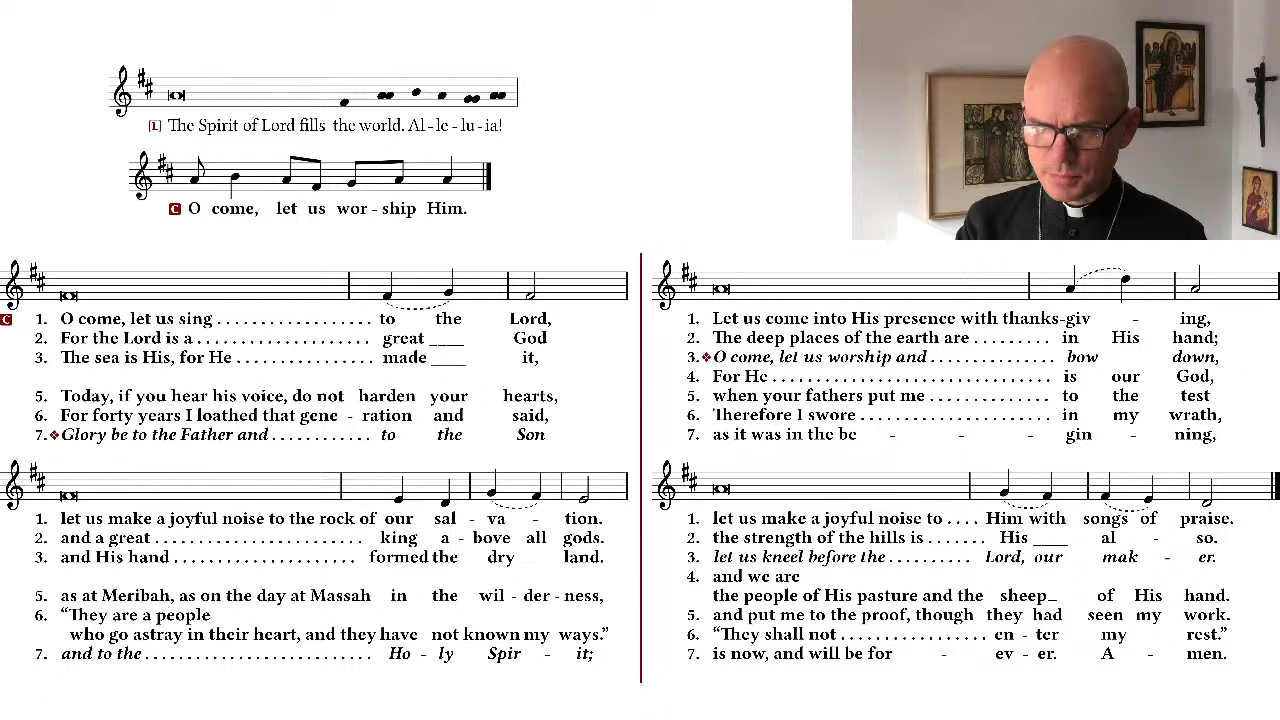 1 The Spirit of Lord fills the world. Al-le-lu-ia!
C O come, let us wor-ship Him.
C 1. O come, let us sing . . . . . . . . . . . . . . . . . . to the Lord,
2. For the Lord is a . . . . . . . . . . . . . . . . . . . . great ____ God
3. The sea is His, for He . . . . . . . . . . . . . . . . made ____ it,
5. Today, if you hear his voice, do not harden your hearts,
6. For forty years I loathed that gene - ration and said,
7. ❖Glory be to the Father and . . . . . . . . . . . . to the Son
1. let us make a joyful noise to the rock of our sal - va - tion.
2. and a great . . . . . . . . . . . . . . . . . . . . . . . king a - bove all gods.
3. and His hand . . . . . . . . . . . . . . . . . . . . . formed the dry land.
5. as at Meribah, as on the day at Massah in the wil - der - ness,
6. “They are a people
who go astray in their heart, and they have not known my ways.”
7. and to the . . . . . . . . . . . . . . . . . . . . . . . . Ho - ly Spir - it;
1. Let us come into His presence with thanks-giv - ing,
2. The deep places of the earth are . . . . . . . . . in His hand;
3. ❖O come, let us worship and . . . . . . . . . . . . . . . bow down,
4. For He . . . . . . . . . . . . . . . . . . . . . . . . . . . . . . . . . is our God,
5. when your fathers put me . . . . . . . . . . . . . . to the test
6. Therefore I swore . . . . . . . . . . . . . . . . . . . . . . in my wrath,
7. as it was in the be - - - gin - ning,
1. let us make a joyful noise to . . . . Him with songs of praise.
2. the strength of the hills is . . . . . . . His ____ al - so.
3. let us kneel before the . . . . . . . . . . Lord, our mak - er.
4. and we are
the people of His pasture and the sheep_ of His hand.
5. and put me to the proof, though they had seen my work.
6. “They shall not . . . . . . . . . . . . . . . . . en - ter my rest.”
7. is now, and will be for - ev - er. A - men.